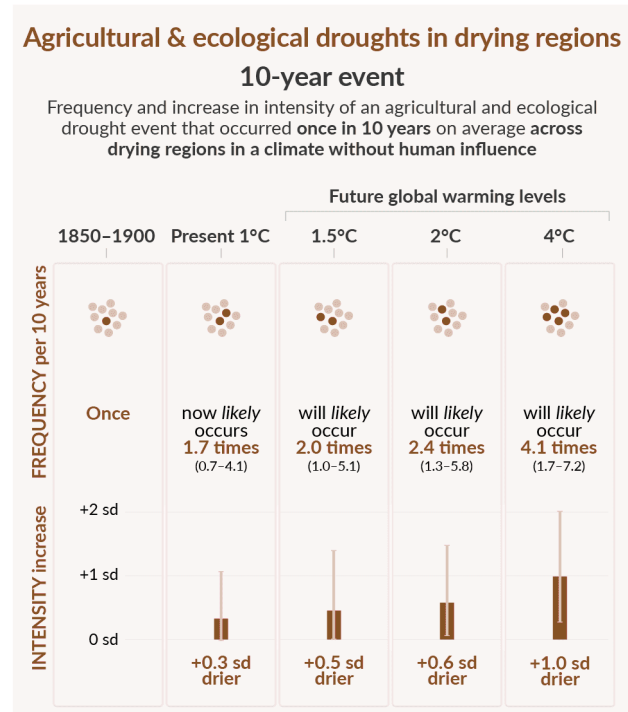 Agricultural & ecological droughts in drying regions
10-year event
Frequency and increase in intensity of an agricultural and ecological
drought event that occurred once in 10 years on average across
drying regions in a climate without human influence
Future global warming levels
1850–1900 Present 1°C 1.5°C 2°C 4°C
FREQUENCY per 10 years
Once
now likely
occurs
1.7 times
(0.7–4.1)
will likely
occur
2.0 times
(1.0–5.1)
will likely
occur
2.4 times
(1.3–5.8)
will likely
occur
4.1 times
(1.7–7.2)
INTENSITY increase
+2 sd
+1 sd
0 sd
+0.3 sd
drier
+0.5 sd
drier
+0.6 sd
drier
+1.0 sd
drier